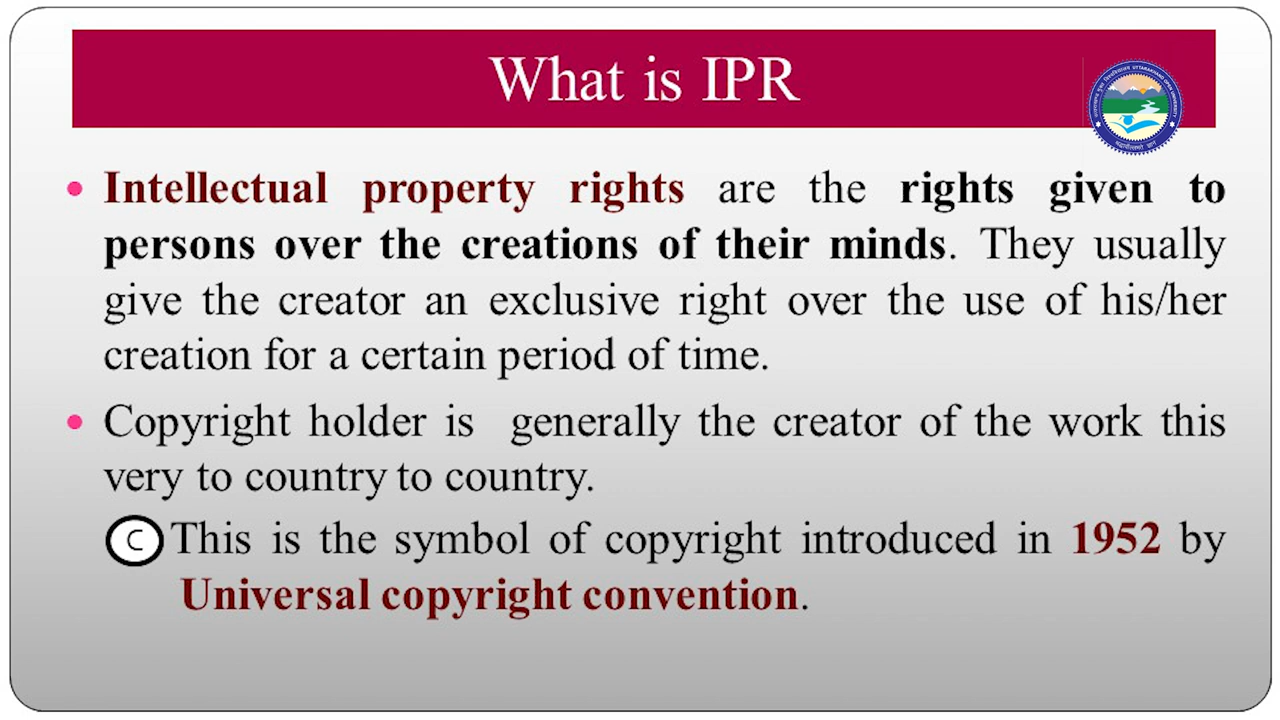 What is IPR
UTTARAKHAND OPEN UNIVERSITY
Intellectual property rights are the rights given to
persons over the creations of their minds. They usually
give the creator an exclusive right over the use of his/her
creation for a certain period of time.
Copyright holder is generally the creator of the work this
very to country to country.
C This is the symbol of copyright introduced in 1952 by
Universal copyright convention.